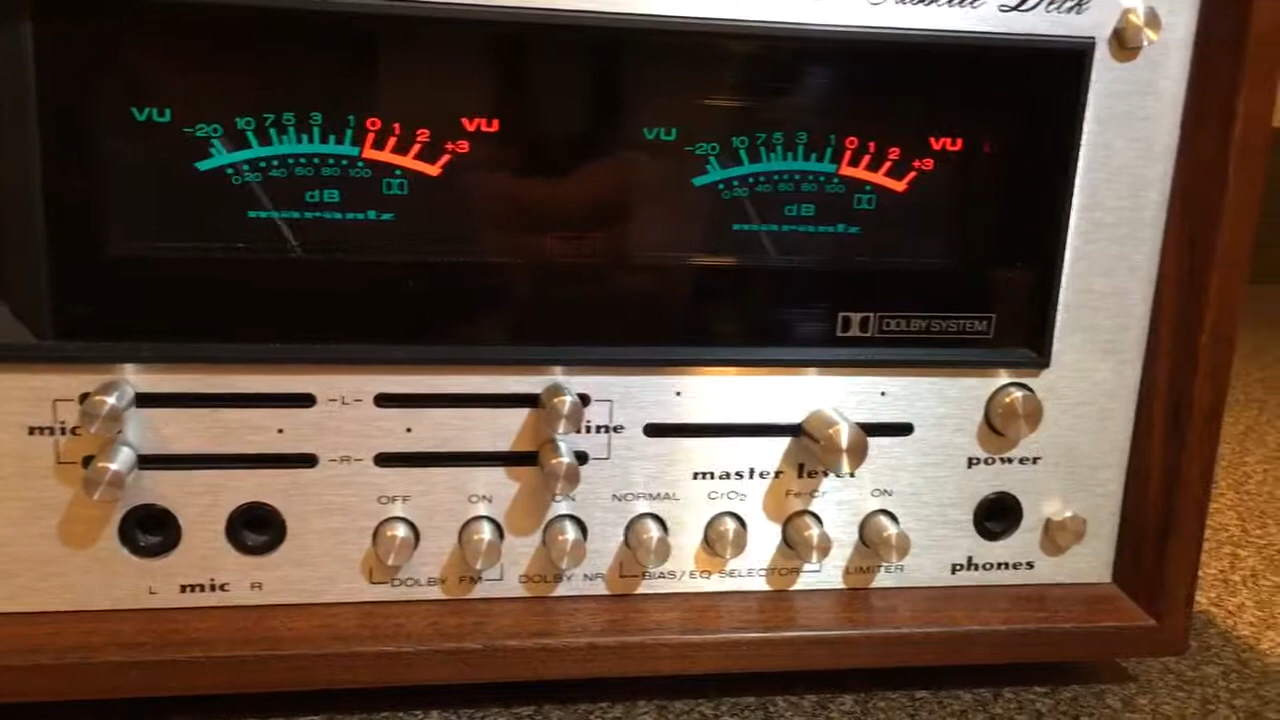 Cassette Deck
VU -20 10 7 5 3 1 0 1 2 +3 VU
0 20 40 60 80 100
dB
marantz
VU -20 10 7 5 3 1 0 1 2 +3 VU
0 20 40 60 80 100
dB
marantz
DOLBY SYSTEM
-L-
mic line
-R-
master level
power
OFF ON ON NORMAL CrO2 Fe-Cr ON
DOLBY FM DOLBY NR BIAS/EQ SELECTOR LIMITER
phones
L mic R